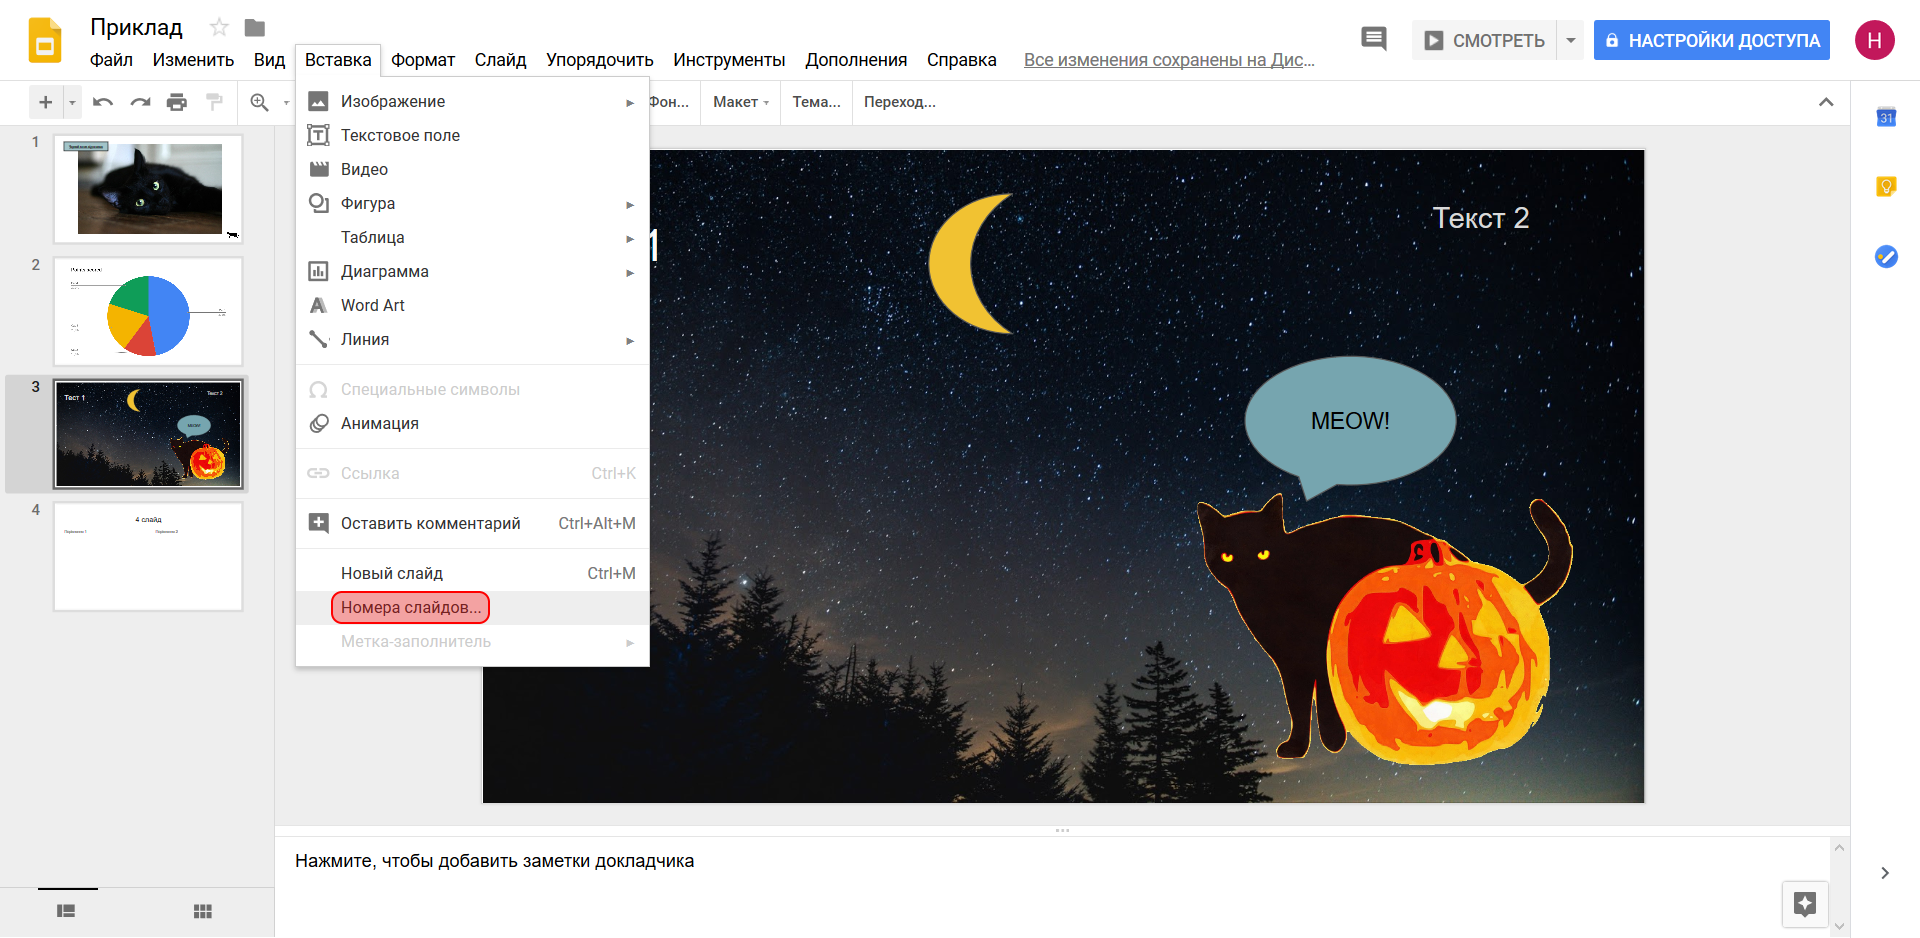 Приклад
Файл Изменить Вид Вставка Формат Слайд Упорядочить Инструменты Дополнения Справка Все изменения сохранены на Дис...
СМОТРЕТЬ
НАСТРОЙКИ ДОСТУПА
Н
Фон... Макет Тема... Переход...
31
Изображение
Текстовое поле
Видео
Фигура
Таблица
Диаграмма
Word Art
Линия
Специальные символы
Анимация
Ссылка Ctrl+K
Оставить комментарий Ctrl+Alt+M
Новый слайд Ctrl+M
Номера слайдов...
Метка-заполнитель
1
2
3
Текст 2
4
4 слайд
1
Текст 2
MEOW!
Нажмите, чтобы добавить заметки докладчика